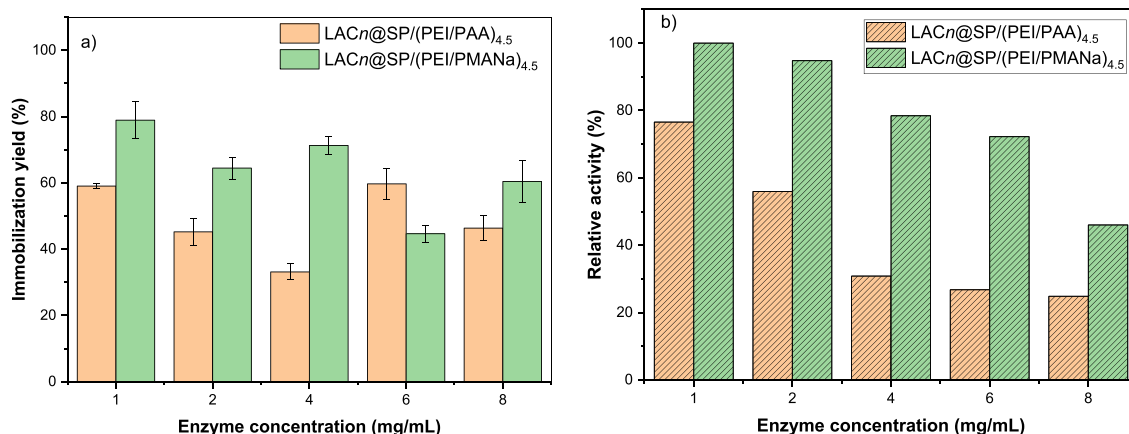 a)
LACn@SP/(PEI/PAA)4.5
LACn@SP/(PEI/PMANa)4.5
Immobilization yield (%)
100
80
60
40
20
0
1 2 4 6 8
Enzyme concentration (mg/mL)
b)
LACn@SP/(PEI/PAA)4.5
LACn@SP/(PEI/PMANa)4.5
Relative activity (%)
100
80
60
40
20
0
1 2 4 6 8
Enzyme concentration (mg/mL)